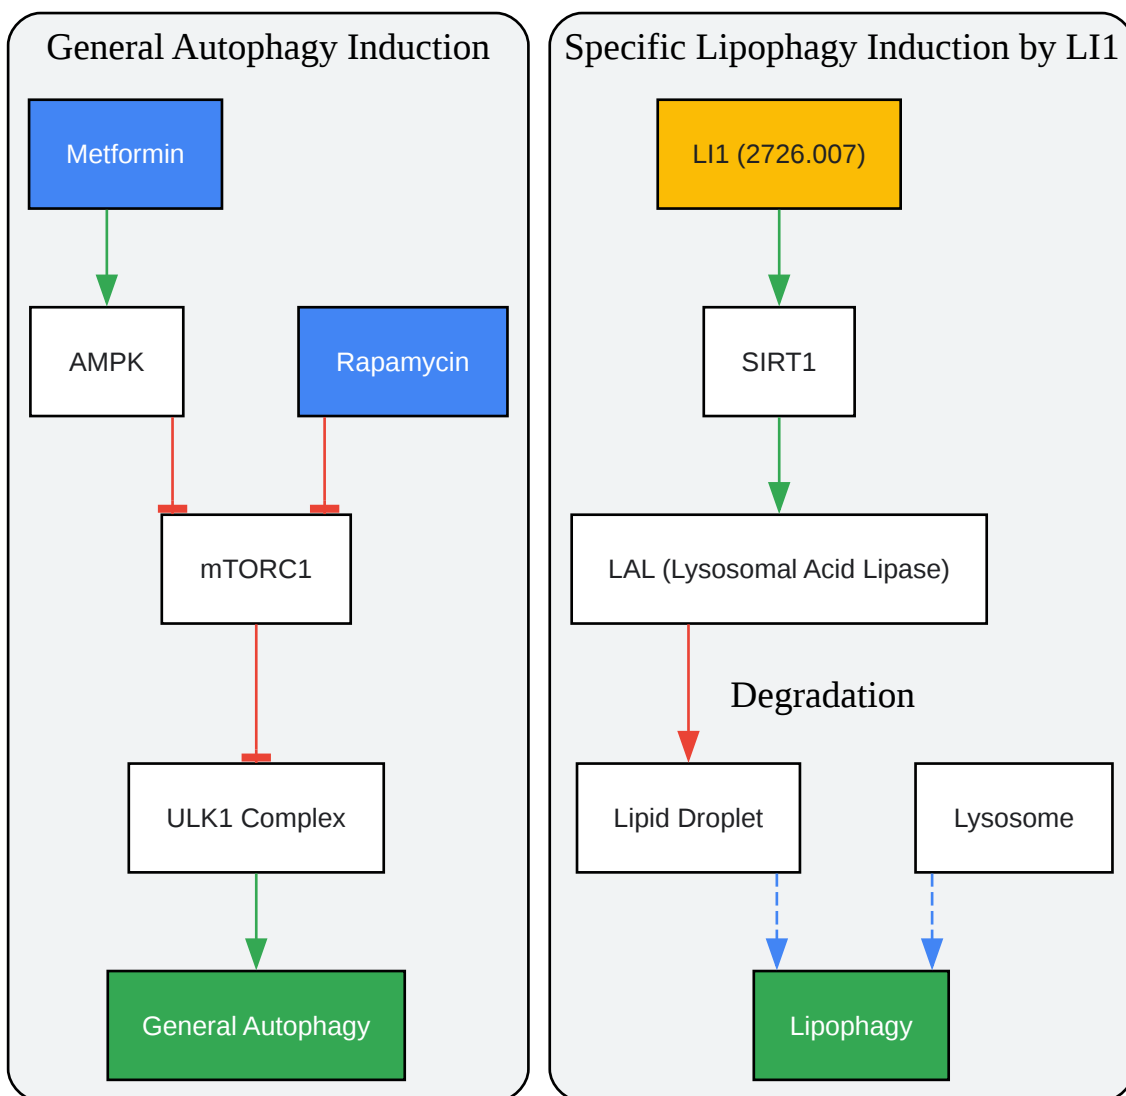 General Autophagy Induction
Metformin
AMPK
Rapamycin
mTORC1
ULK1 Complex
General Autophagy
Specific Lipophagy Induction by LI1
LI1 (2726.007)
SIRT1
LAL (Lysosomal Acid Lipase)
Degradation
Lipid Droplet
Lysosome
Lipophagy